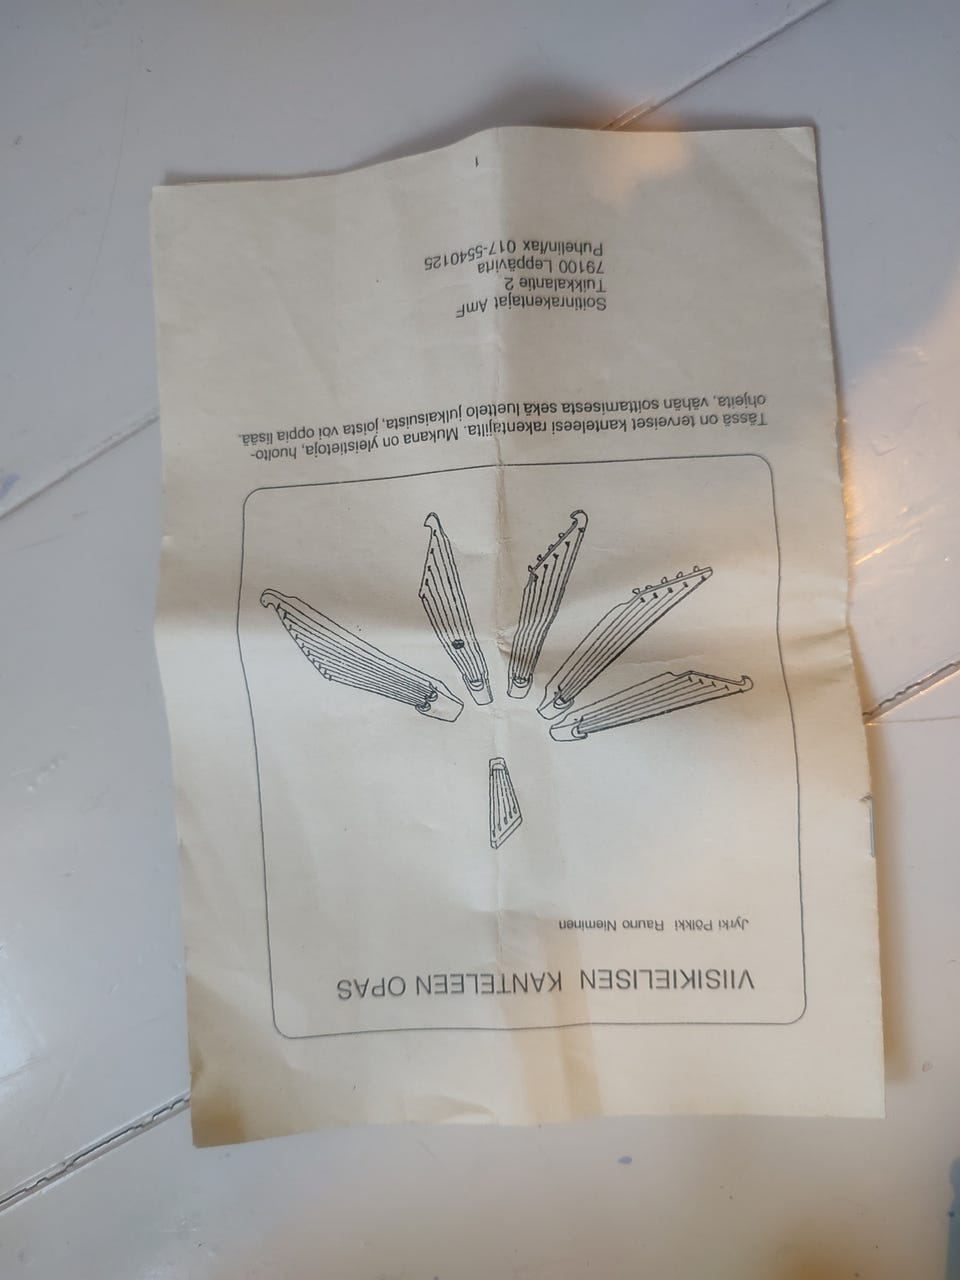 VIISIKIELISEN KANTELEEN OPAS
Jyrki Pölkki Rauno Nieminen
Tässä on terveiset kanteleesi rakentajilta. Mukana on yleistietoja, huolto-
ohjeita, vähän soittamisesta sekä luettelo julkaisuista, joista voi oppia lisää.
Soitinrakentajat AmF
Tuikkalantie 2
79100 Leppävirta
Puhelin/fax 017-5540125
1